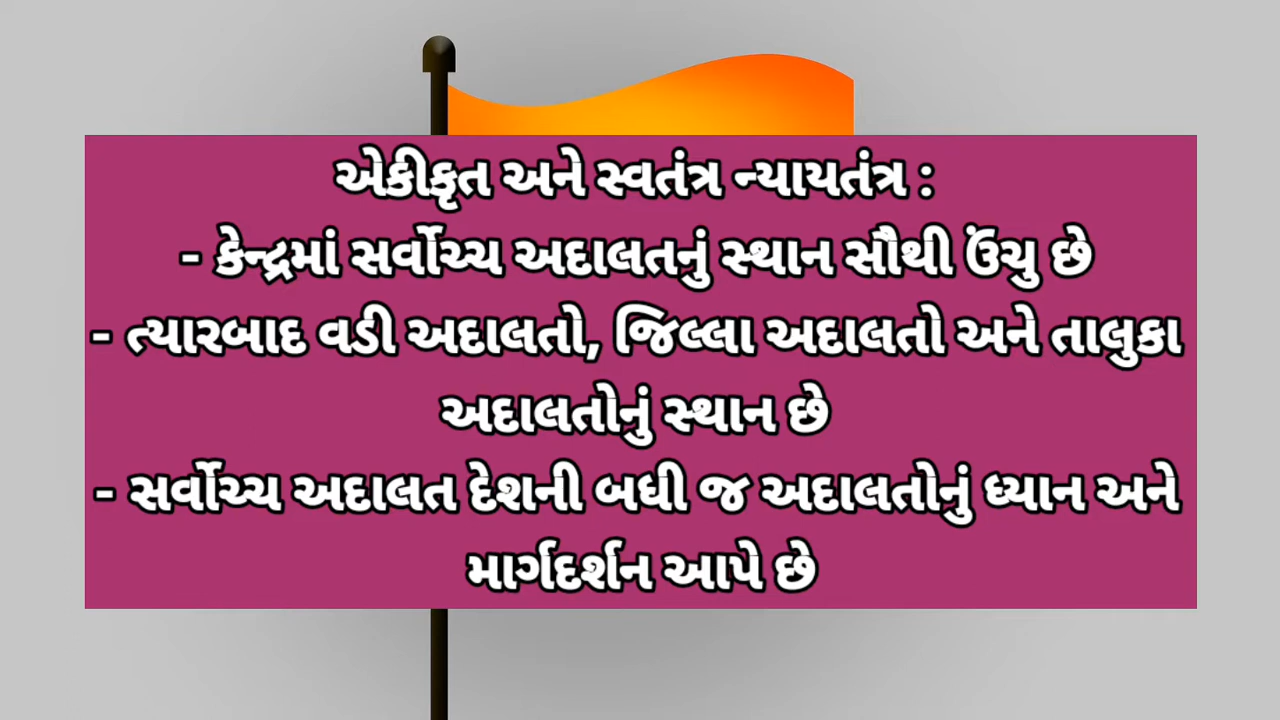 એકીકૃત અને સ્વતંત્ર ન્યાયતંત્ર :
- કેન્દ્રમાં સર્વોચ્ચ અદાલતનું સ્થાન સૌથી ઉંચુ છે
- ત્યારબાદ વડી અદાલતો, જિલ્લા અદાલતો અને તાલુકા
અદાલતોનું સ્થાન છે
- સર્વોચ્ચ અદાલત દેશની બધી જ અદાલતોનું ધ્યાન અને
માર્ગદર્શન આપે છે